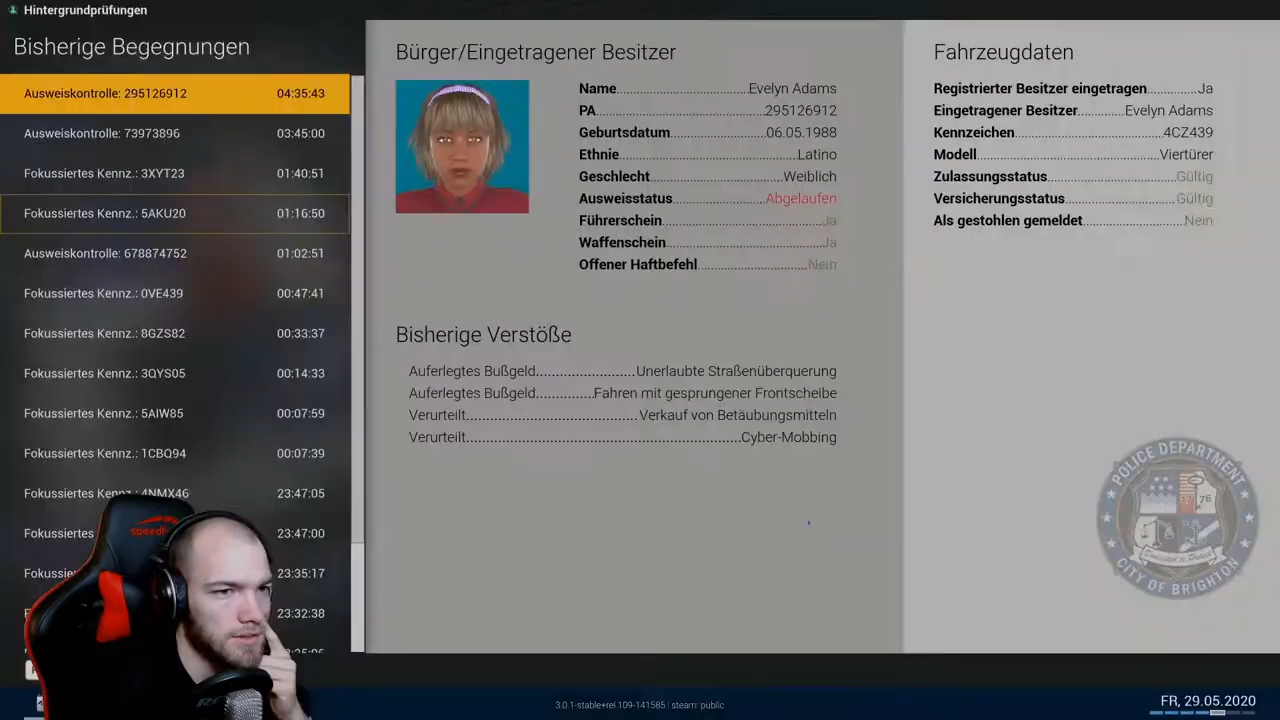 Hintergrundprüfungen
Bisherige Begegnungen
Ausweiskontrolle: 295126912 04:35:43
Ausweiskontrolle: 73973896 03:45:00
Fokussiertes Kennz.: 3XYT23 01:40:51
Fokussiertes Kennz.: 5AKU20 01:16:50
Ausweiskontrolle: 678874752 01:02:51
Fokussiertes Kennz.: 0VE439 00:47:41
Fokussiertes Kennz.: 8GZS82 00:33:37
Fokussiertes Kennz.: 3QYS05 00:14:33
Fokussiertes Kennz.: 5AIW85 00:07:59
Fokussiertes Kennz.: 1CBQ94 00:07:39
Fokussiertes Kennz.: 4NMX46 23:47:05
Fokussiertes 23:47:00
23:35:17
23:32:38
speedlink
Bürger/Eingetragener Besitzer
Name Evelyn Adams
PA 295126912
Geburtsdatum 06.05.1988
Ethnie Latino
Geschlecht Weiblich
Ausweisstatus Abgelaufen
Führerschein Ja
Waffenschein Ja
Offener Haftbefehl Nein
Bisherige Verstöße
Auferlegtes Bußgeld Unerlaubte Straßenüberquerung
Auferlegtes Bußgeld Fahren mit gesprungener Frontscheibe
Verurteilt Verkauf von Betäubungsmitteln
Verurteilt Cyber-Mobbing
Fahrzeugdaten
Registrierter Besitzer eingetragen Ja
Eingetragener Besitzer Evelyn Adams
Kennzeichen 4CZ439
Modell Viertürer
Zulassungsstatus Gültig
Versicherungsstatus Gültig
Als gestohlen gemeldet Nein
POLICE DEPARTMENT
76
CITY OF BRIGHTON
3.0.1-stable+rel 109-141585 | steam: public
FR, 29.05.2020